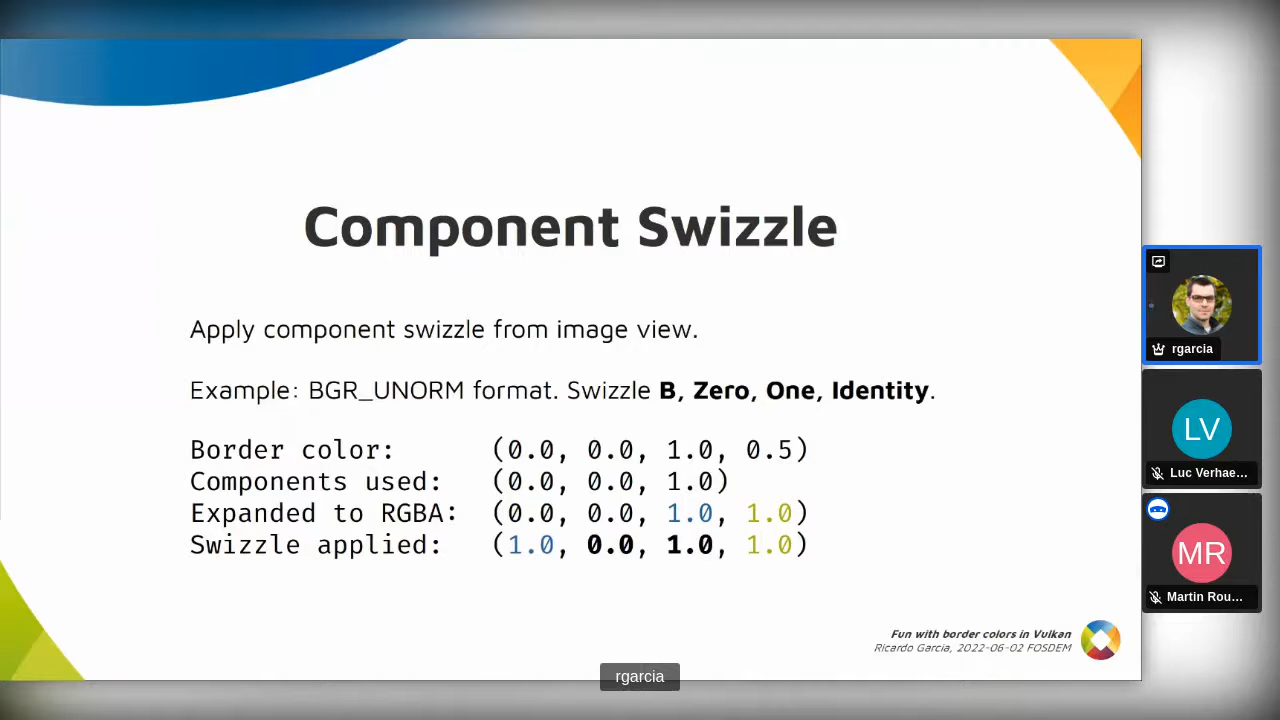 Component Swizzle
Apply component swizzle from image view.
Example: BGR_UNORM format. Swizzle B, Zero, One, Identity.
Border color: (0.0, 0.0, 1.0, 0.5)
Components used: (0.0, 0.0, 1.0)
Expanded to RGBA: (0.0, 0.0, 1.0, 1.0)
Swizzle applied: (1.0, 0.0, 1.0, 1.0)
Fun with border colors in Vulkan
Ricardo Garcia, 2022-06-02 FOSDEM
rgarcia
rgarcia
LV
Luc Verhae...
MR
Martin Rou...